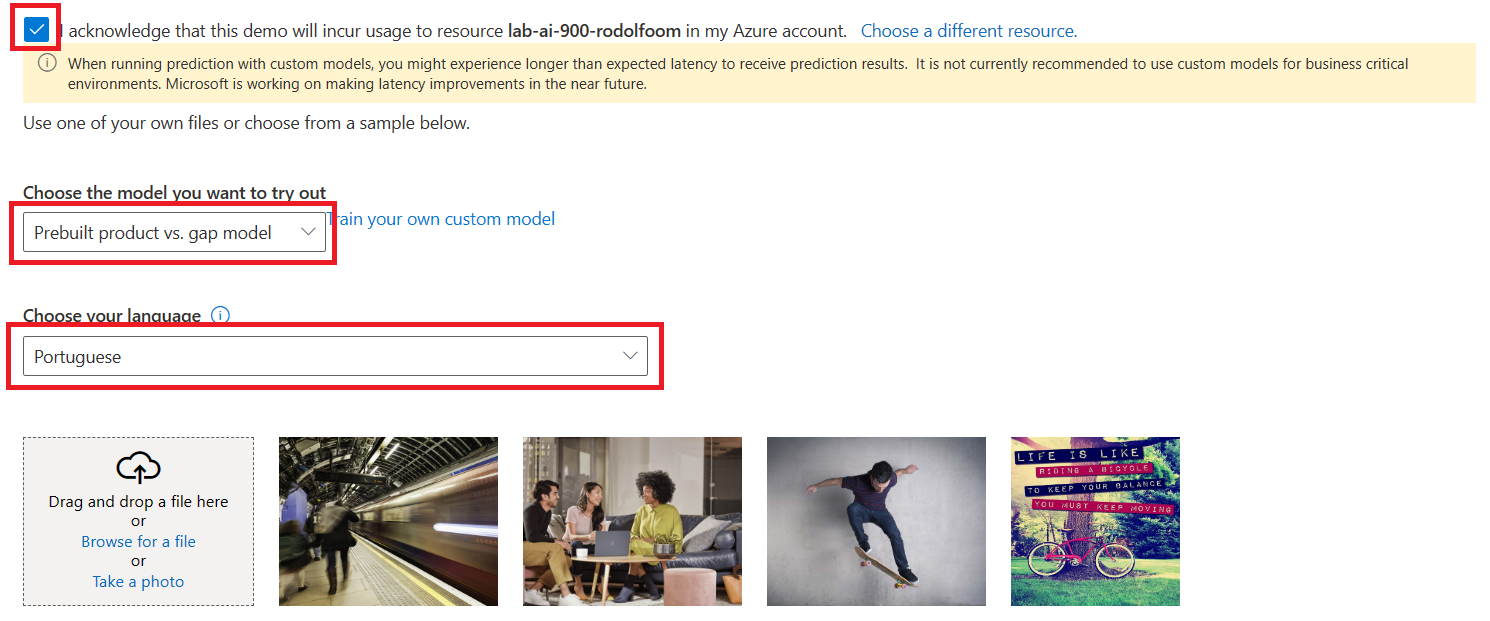 I acknowledge that this demo will incur usage to resource lab-ai-900-rodolfoom in my Azure account. Choose a different resource.
When running prediction with custom models, you might experience longer than expected latency to receive prediction results. It is not currently recommended to use custom models for business critical
environments. Microsoft is working on making latency improvements in the near future.
Use one of your own files or choose from a sample below.
Choose the model you want to try out
Prebuilt product vs. gap model
Train your own custom model
Choose your language
Portuguese
Drag and drop a file here
or
Browse for a file
or
Take a photo
LIFE IS LIKE
RIDING A BICYCLE
TO KEEP YOUR BALANCE
YOU MUST KEEP MOVING